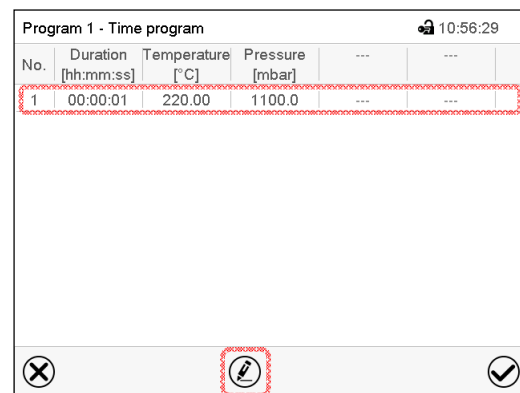 Program 1 - Time program 10:56:29
No. Duration Temperature Pressure --- ---
[hh:mm:ss] [°C] [mbar]
1 00:00:01 220.00 1100.0 --- ---